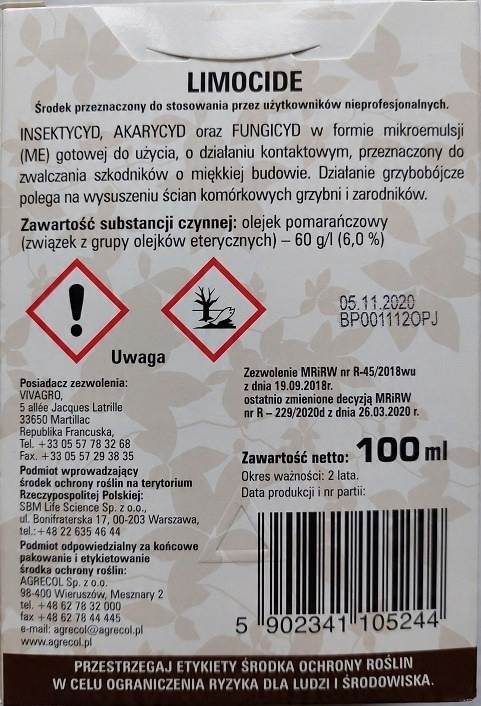 LIMOCIDE
Środek przeznaczony do stosowania przez użytkowników nieprofesjonalnych.
INSEKTYCYD, AKARYCYD oraz FUNGICYD w formie mikroemulsji
(ME) gotowej do użycia, o działaniu kontaktowym, przeznaczony do
zwalczania szkodników o miękkiej budowie. Działanie grzybobójcze
polega na wysuszeniu ścian komórkowych grzybni i zarodników.
Zawartość substancji czynnej: olejek pomarańczowy
(związek z grupy olejków eterycznych) – 60 g/l (6,0 %)
Uwaga
05.11.2020
BP001112OPJ
Posiadacz zezwolenia:
VIVAGRO,
5 allée Jacques Latrille
33650 Martillac
Republika Francuska,
Tel. +33 05 57 78 32 68
Fax. +33 05 57 29 38 35
Podmiot wprowadzający
środek ochrony roślin na terytorium
Rzeczypospolitej Polskiej:
SBM Life Science Sp. z o.o.,
ul. Bonifraterska 17, 00-203 Warszawa,
tel.:+48 22 635 46 44
Podmiot odpowiedzialny za końcowe
pakowanie i etykietowanie
środka ochrony roślin:
AGRECOL Sp. z o.o.
98-400 Wieruszów, Mesznary 2
tel. +48 62 78 32 000
fax +48 62 78 44 445
e-mail: agrecol@agrecol.pl
www.agrecol.pl
Zezwolenie MRiRW nr R-45/2018wu
z dnia 19.09.2018r.
ostatnio zmienione decyzją MRiRW
nr R – 229/2020d z dnia 26.03.2020 r.
Zawartość netto: 100 ml
Okres ważności: 2 lata.
Data produkcji i nr partii:
5 902341 105244
PRZESTRZEGAJ ETYKIETY ŚRODKA OCHRONY ROŚLIN
W CELU OGRANICZENIA RYZYKA DLA LUDZI I ŚRODOWISKA.